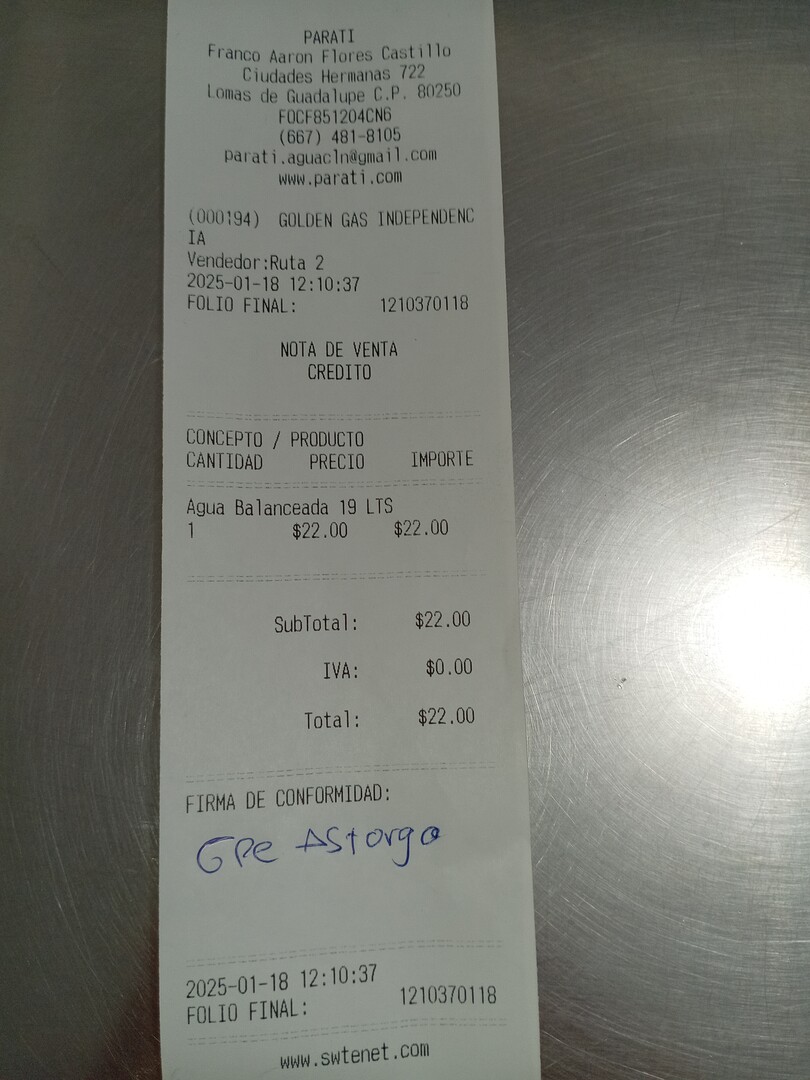 PARATI
Franco Aaron Flores Castillo
Ciudades Hermanas 722
Lomas de Guadalupe C.P. 80250
FOCF851204CN6
(667) 481-8105
parati.aguacln@gmail.com
www.parati.com
(000194) GOLDEN GAS INDEPENDENC
IA
Vendedor:Ruta 2
2025-01-18 12:10:37
FOLIO FINAL: 1210370118
NOTA DE VENTA
CREDITO
CONCEPTO / PRODUCTO
CANTIDAD PRECIO IMPORTE
Agua Balanceada 19 LTS
1 $22.00 $22.00
SubTotal: $22.00
IVA: $0.00
Total: $22.00
FIRMA DE CONFORMIDAD:
GPe AStorga
2025-01-18 12:10:37
FOLIO FINAL: 1210370118
www.swtenet.com